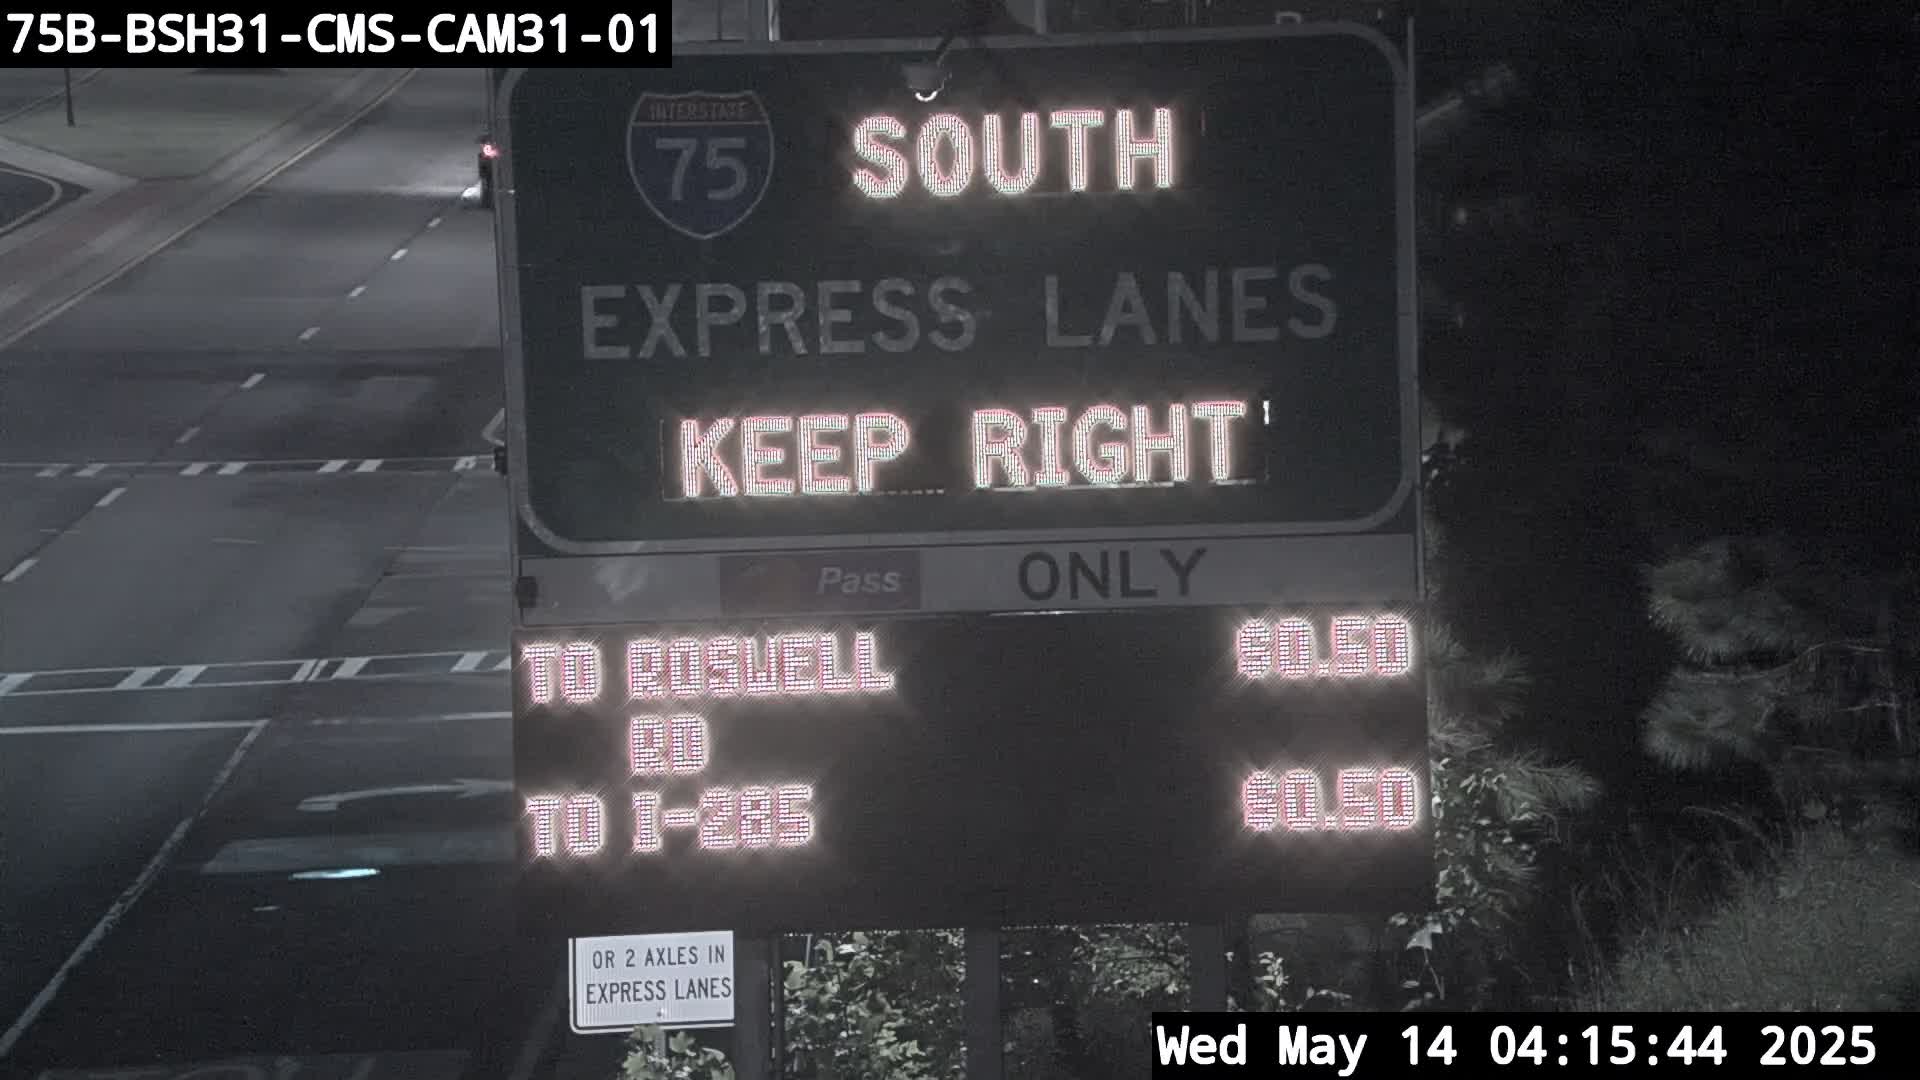 75B-BSH31-CMS-CAM31-01
INTERSTATE
75
SOUTH
EXPRESS LANES
KEEP RIGHT
Pass ONLY
TO ROSWELL $0.50
RD
TO I-285 $0.50
OR 2 AXLES IN
EXPRESS LANES
Wed May 14 04:15:44 2025